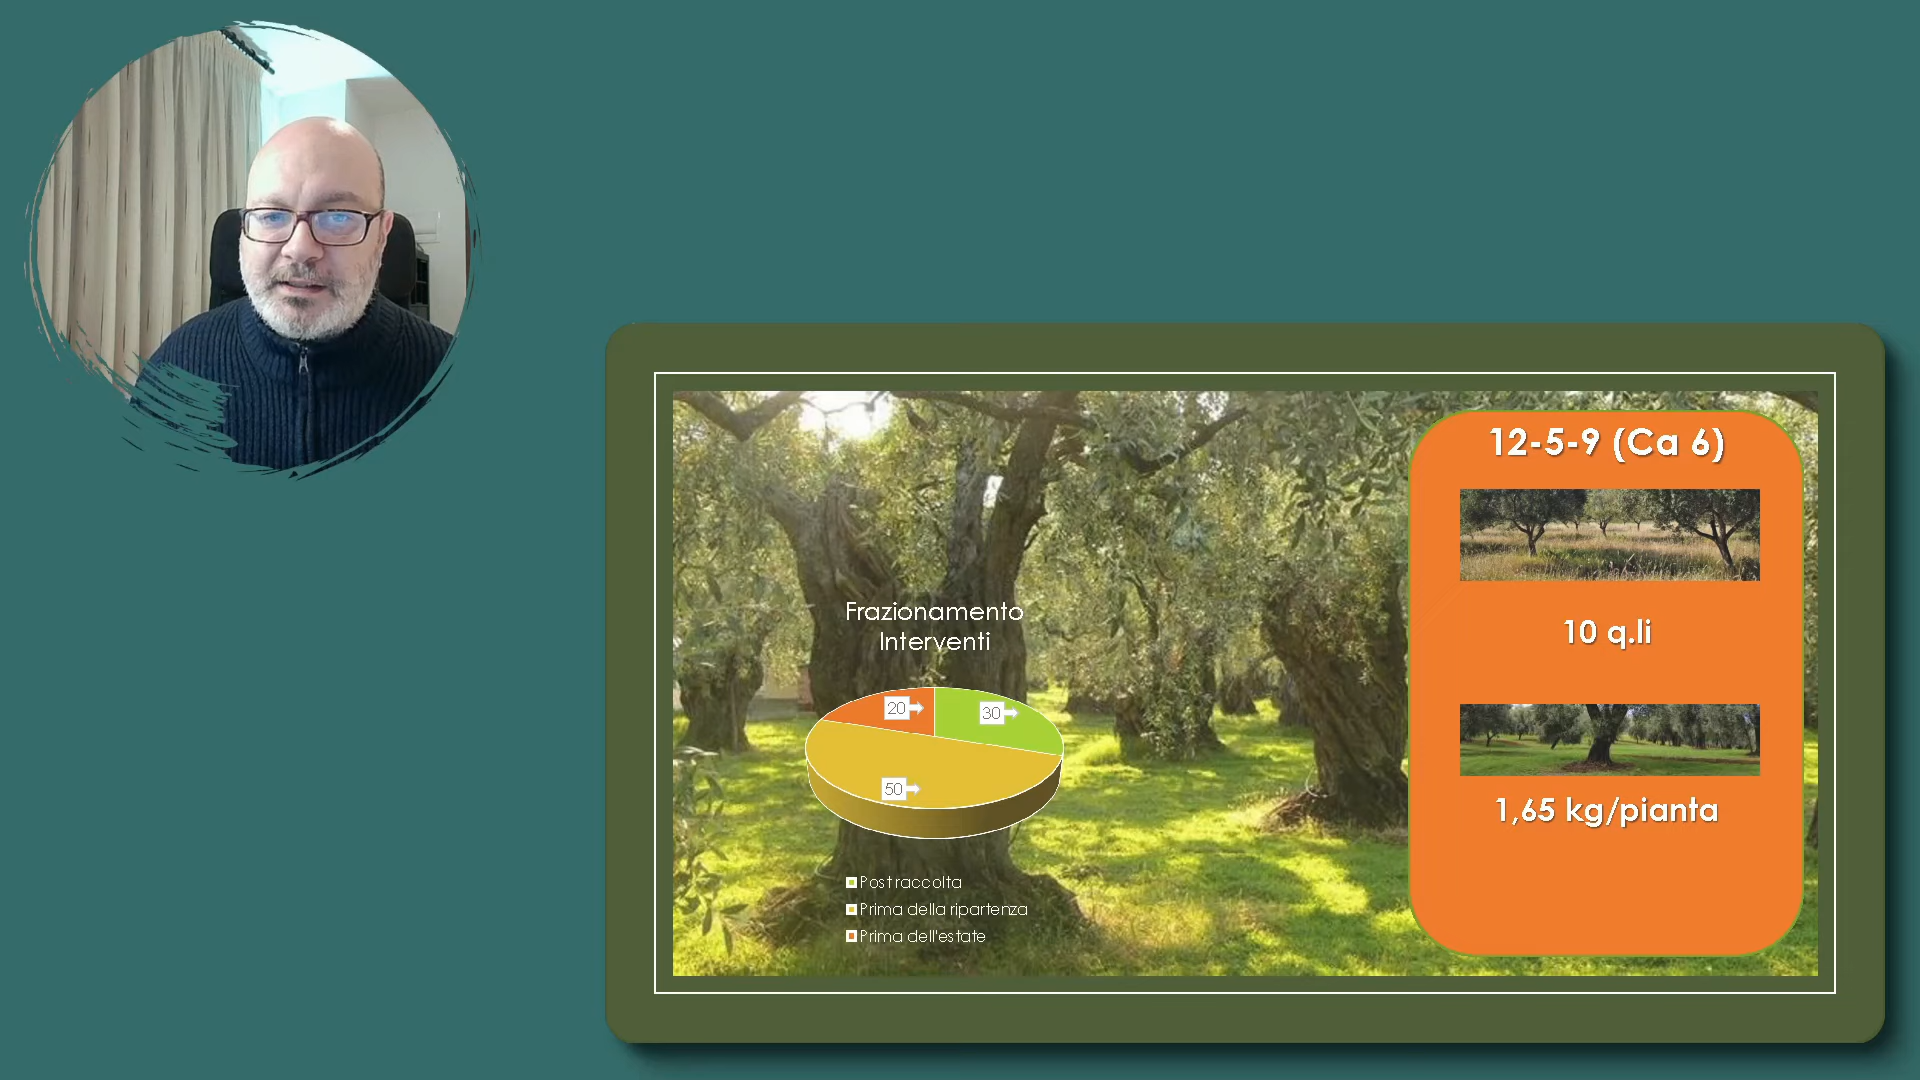 12-5-9 (Ca 6)
10 q.li
1,65 kg/pianta
Frazionamento
Interventi
20
30
50
Post raccolta
Prima della ripartenza
Prima dell'estate